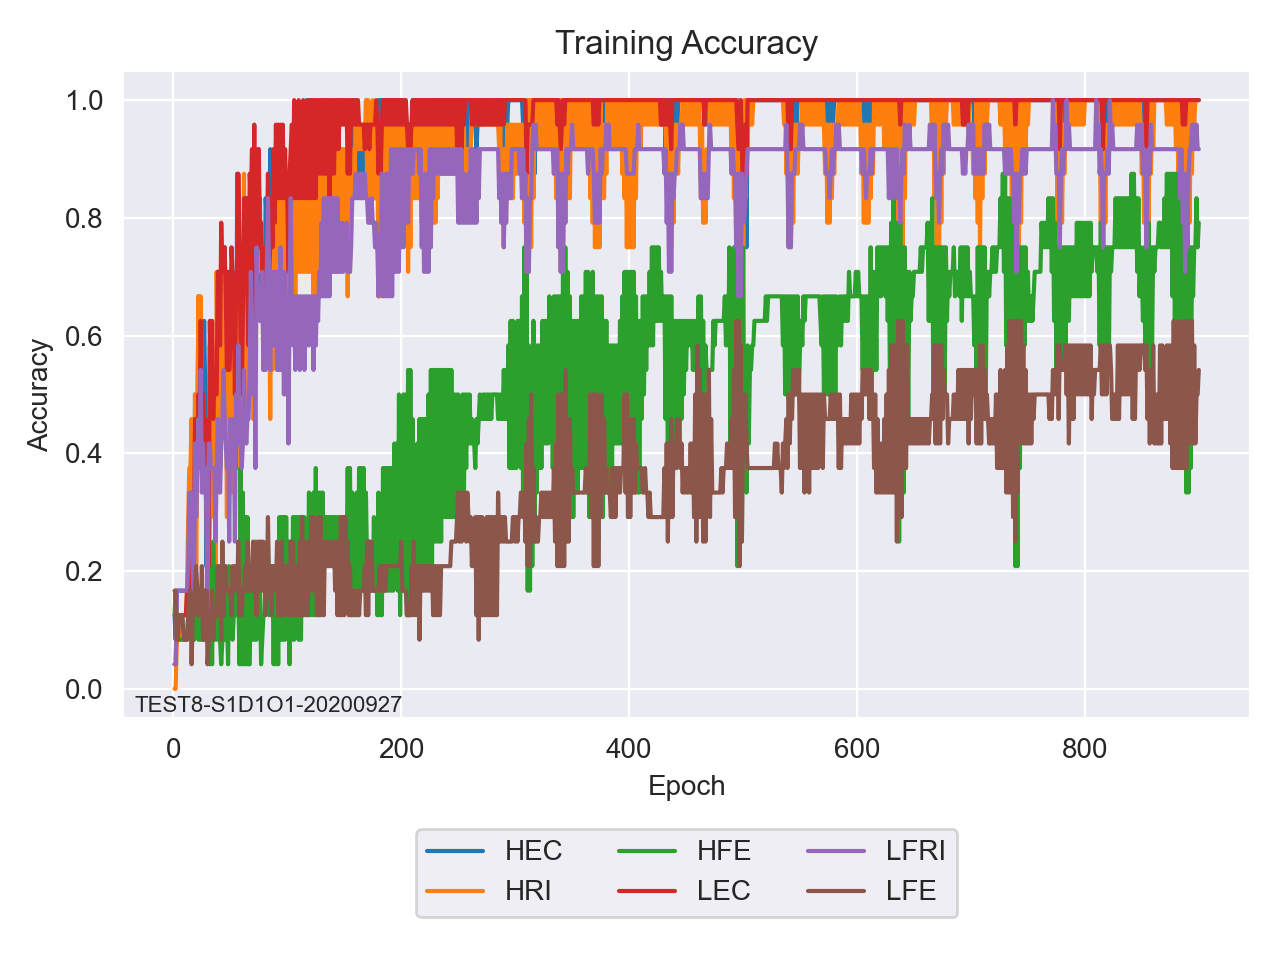 Training Accuracy
1.0
0.8
0.6
0.4
0.2
0.0
Accuracy
TEST8-S1D1O1-20200927
0 200 400 600 800
Epoch
HEC HFE LFRI
HRI LEC LFE